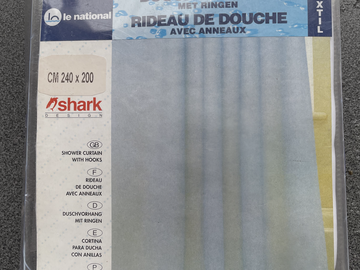 le national
MET RINGEN
RIDEAU DE DOUCHE
AVEC ANNEAUX
XTIL
CM 240 x 200
shark
DESIGN
GB
SHOWER CURTAIN
WITH HOOKS
F
RIDEAU
DE DOUCHE
AVEC ANNEAUX
D
DUSCHVORHANG
MIT RINGEN
E
CORTINA
PARA DUCHA
CON ANILLAS
P